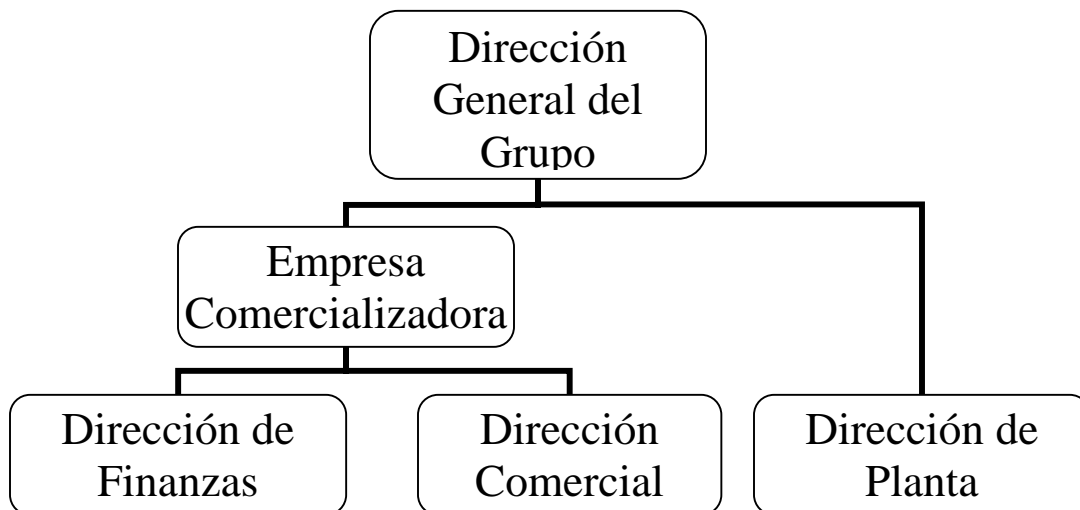 Dirección
General del
Grupo
Empresa
Comercializadora
Dirección de
Finanzas
Dirección
Comercial
Dirección de
Planta